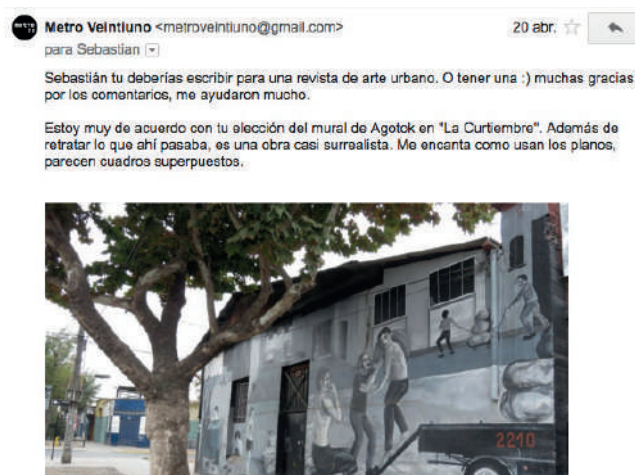 Metro Veintiuno <metroveintiuno@gmail.com>
20 abr.
para Sebastian
Sebastián tu deberías escribir para una revista de arte urbano. O tener una :) muchas gracias
por los comentarios, me ayudaron mucho.
Estoy muy de acuerdo con tu elección del mural de Agotok en "La Curtiembre". Además de
retratar lo que ahí pasaba, es una obra casi surrealista. Me encanta como usan los planos,
parecen cuadros superpuestos.
2210